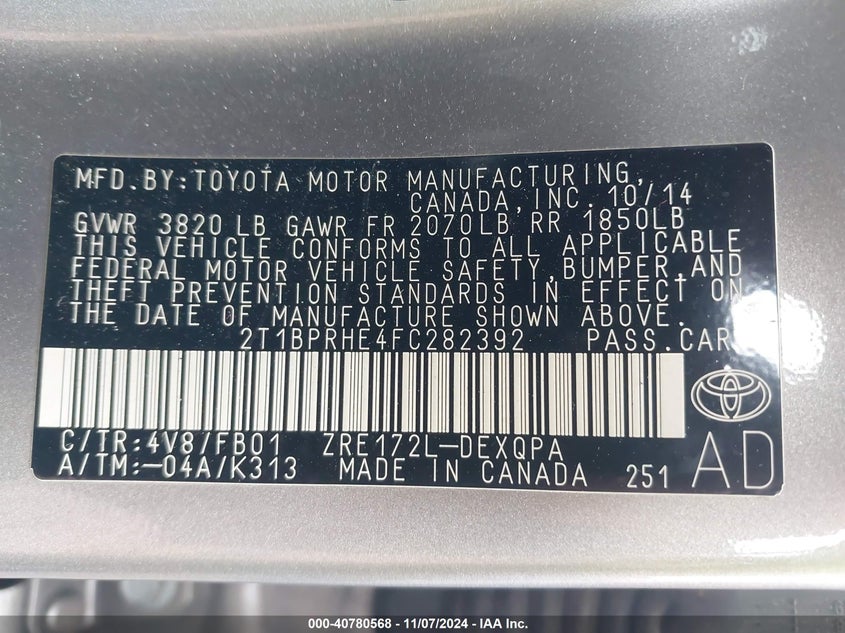 MFD.BY:TOYOTA MOTOR MANUFACTURING,
CANADA,INC. 10/14
GVWR 3820 LB GAWR FR 2070LB RR 1850LB
THIS VEHICLE CONFORMS TO ALL APPLICABLE
FEDERAL MOTOR VEHICLE SAFETY,BUMPER,AND
THEFT PREVENTION STANDARDS IN EFFECT ON
THE DATE OF MANUFACTURE SHOWN ABOVE.
2T1BPRHE4FC282392 PASS.CAR
C/TR:4V8/FB01 ZRE172L-DEXQPA
A/TM:-04A/K313 MADE IN CANADA 251
AD
000-40780568 - 11/07/2024 - IAA Inc.